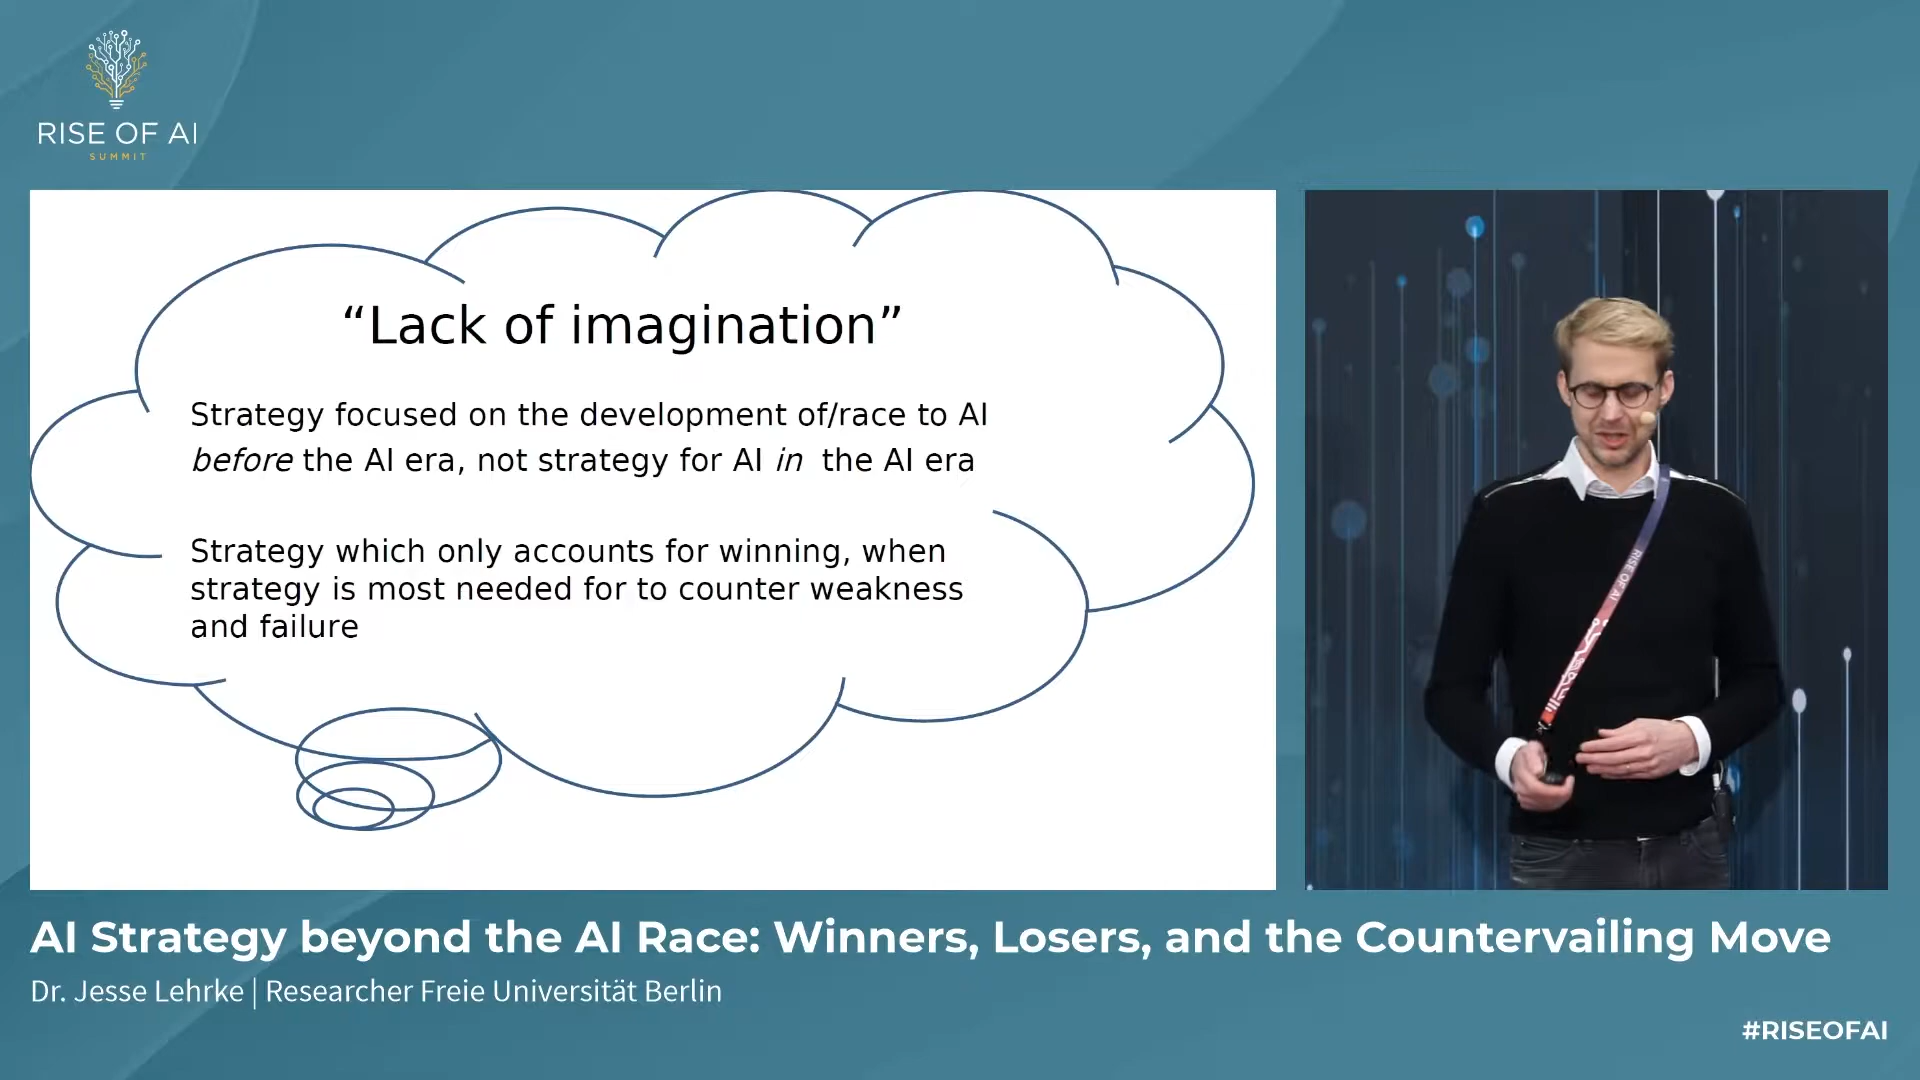 RISE OF AI
SUMMIT
“Lack of imagination”
Strategy focused on the development of/race to AI
before the AI era, not strategy for AI in the AI era
Strategy which only accounts for winning, when
strategy is most needed for to counter weakness
and failure
RISE OF AI
AI Strategy beyond the AI Race: Winners, Losers, and the Countervailing Move
Dr. Jesse Lehrke | Researcher Freie Universität Berlin
#RISEOFAI